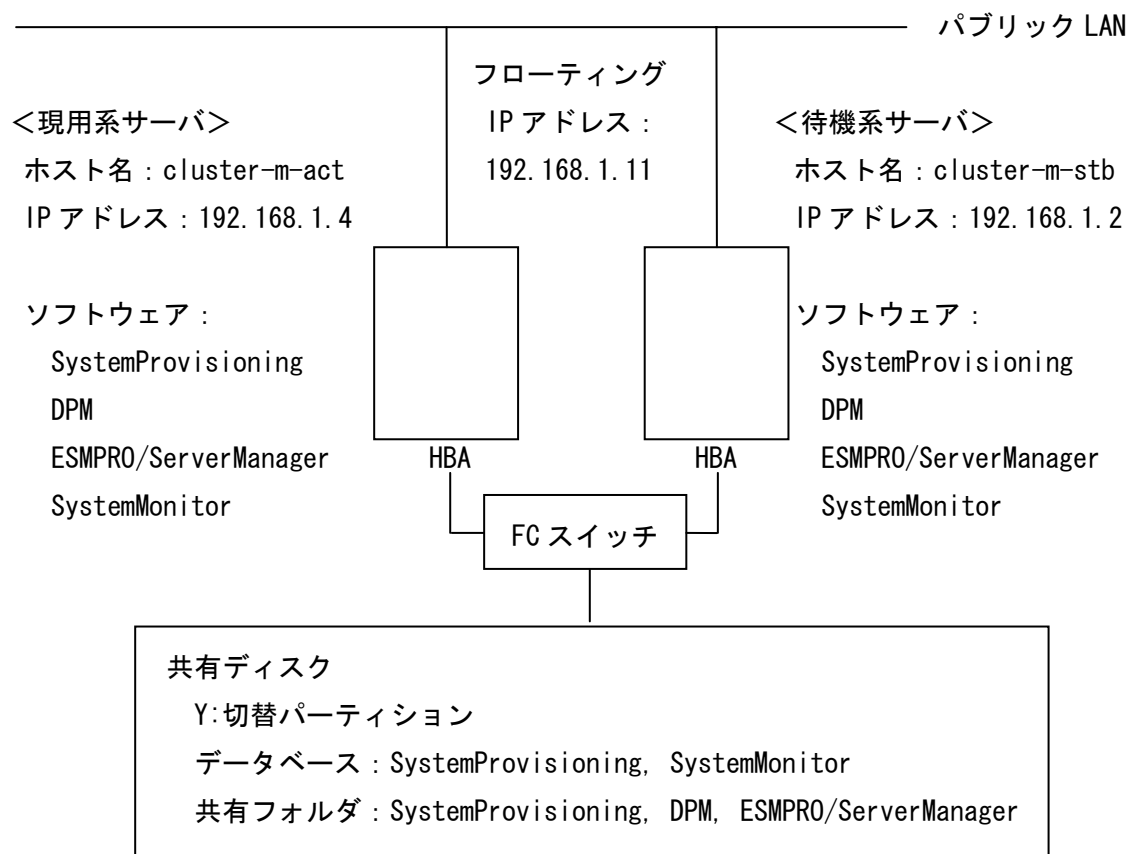 パブリック LAN
フローティング
IP アドレス：
192.168.1.11
＜現用系サーバ＞
ホスト名：cluster-m-act
IP アドレス：192.168.1.4
＜待機系サーバ＞
ホスト名：cluster-m-stb
IP アドレス：192.168.1.2
ソフトウェア：
SystemProvisioning
DPM
ESMPRO/ServerManager
SystemMonitor
ソフトウェア：
SystemProvisioning
DPM
ESMPRO/ServerManager
SystemMonitor
HBA
HBA
FC スイッチ
共有ディスク
Y:切替パーティション
データベース：SystemProvisioning, SystemMonitor
共有フォルダ：SystemProvisioning, DPM, ESMPRO/ServerManager